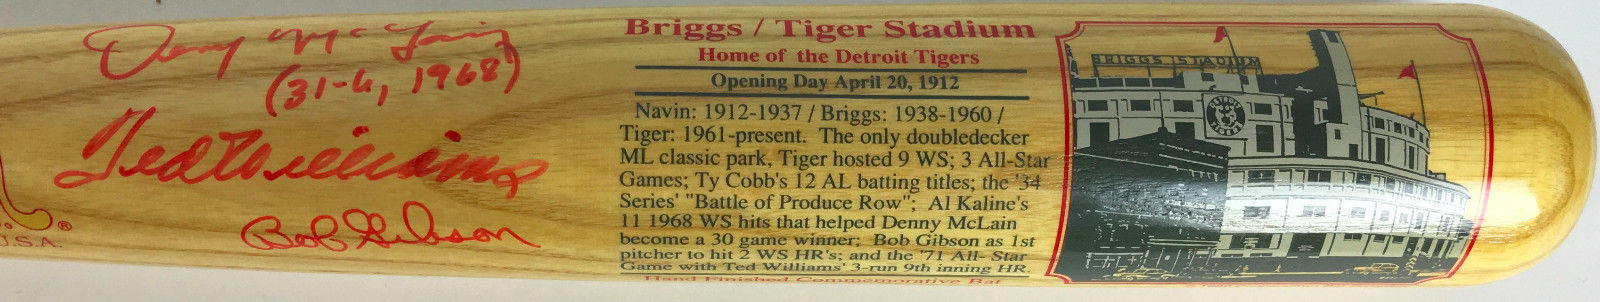 Denny McLain
(31-6, 1968)
Ted Williams
Bob Gibson
®
U.S.A.
Briggs / Tiger Stadium
Home of the Detroit Tigers
Opening Day April 20, 1912
Navin: 1912-1937 / Briggs: 1938-1960 /
Tiger: 1961-present. The only doubledecker
ML classic park, Tiger hosted 9 WS; 3 All-Star
Games; Ty Cobb's 12 AL batting titles; the '34
Series' "Battle of Produce Row"; Al Kaline's
11 1968 WS hits that helped Denny McLain
become a 30 game winner; Bob Gibson as 1st
pitcher to hit 2 WS HR's; and the '71 All- Star
Game with Ted Williams' 3-run 9th inning HR.
Hand Finished Commemorative Bat
BRIGGS STADIUM
DETROIT
TIGERS